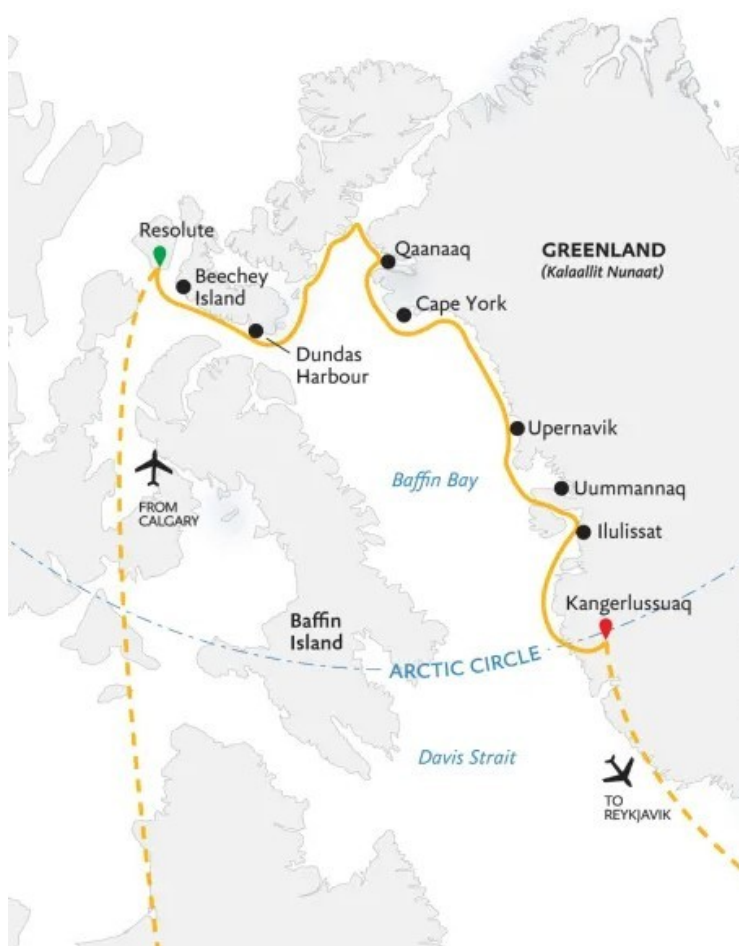 Resolute
Beechey
Island
Dundas
Harbour
Qaanaaq
GREENLAND
(Kalaallit Nunaat)
Cape York
Upernavik
Baffin Bay
Uummannaq
FROM
CALGARY
Ilulissat
Kangerlussuaq
Baffin
Island
ARCTIC CIRCLE
Davis Strait
TO
REYKJAVIK